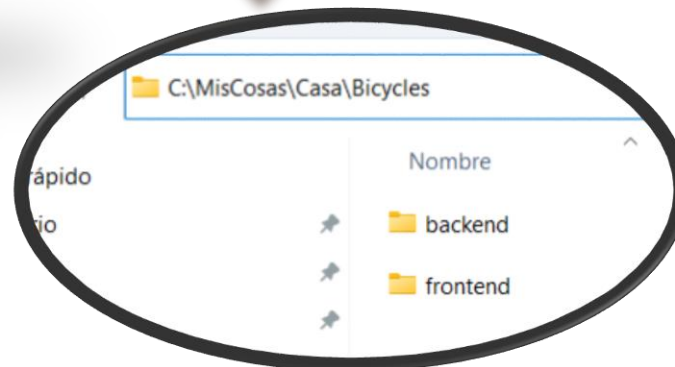 C:\MisCosas\Casa\Bicycles
Nombre
rápido
backend
frontend